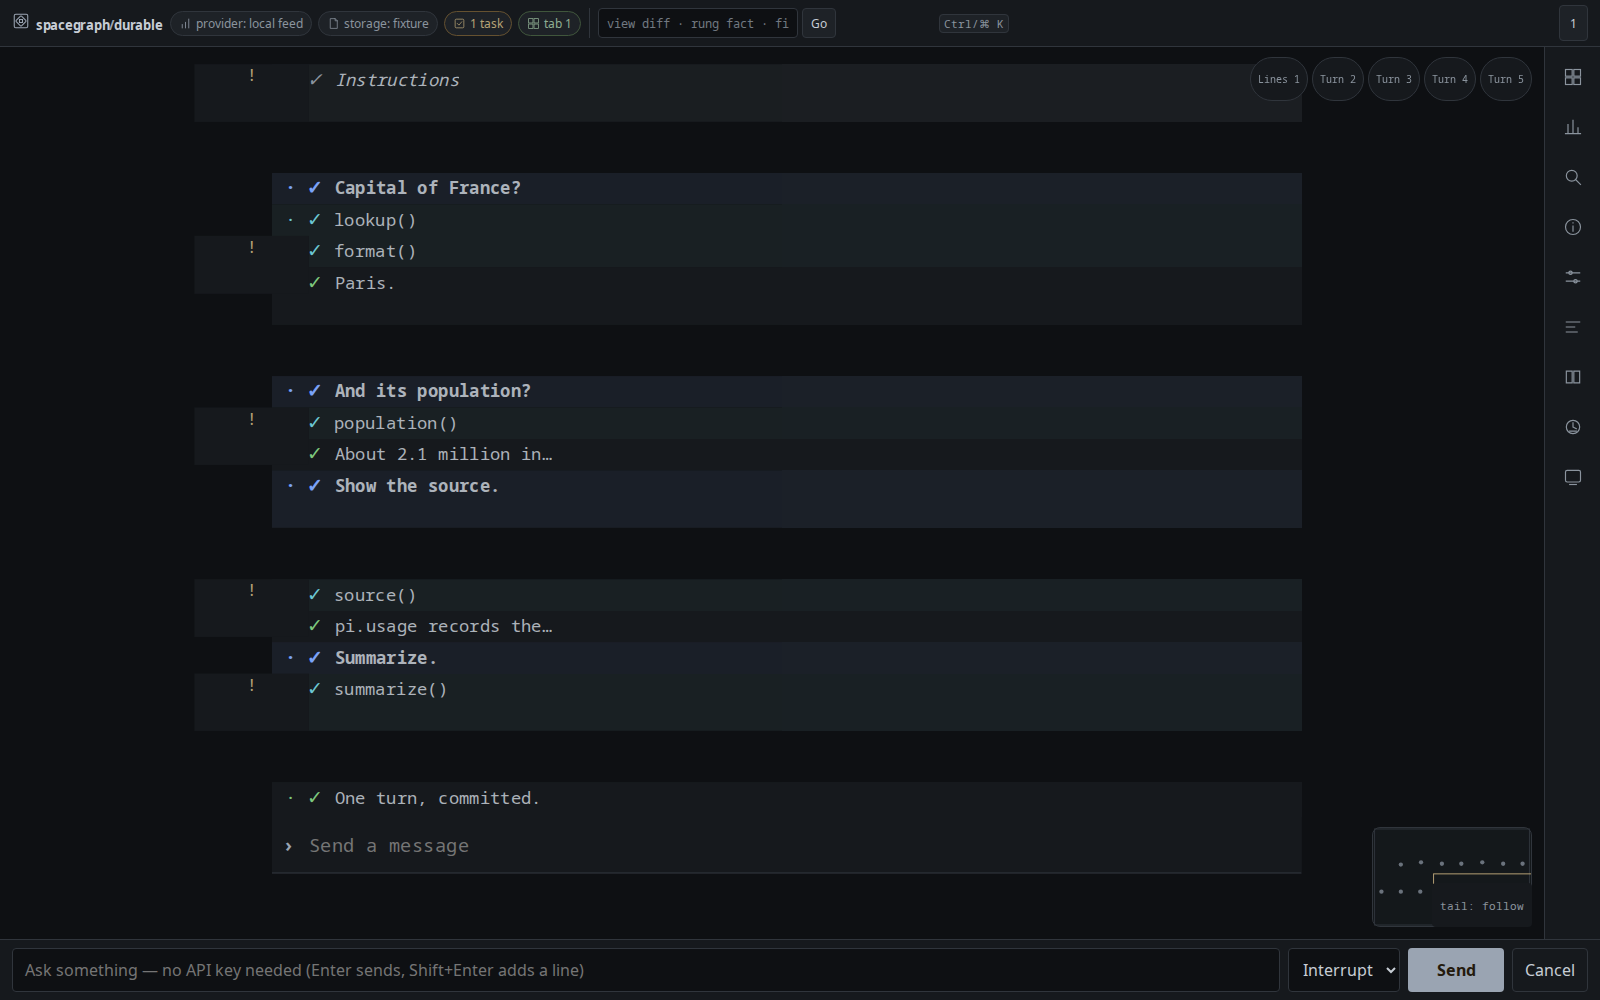 spacegraph/durable provider: local feed storage: fixture 1 task tab 1 view diff · rung fact · fi Go Ctrl/⌘ K 1
Lines 1 Turn 2 Turn 3 Turn 4 Turn 5
! ✓ Instructions
· ✓ Capital of France?
· ✓ lookup()
! ✓ format()
✓ Paris.
· ✓ And its population?
! ✓ population()
✓ About 2.1 million in…
· ✓ Show the source.
! ✓ source()
✓ pi.usage records the…
· ✓ Summarize.
! ✓ summarize()
· ✓ One turn, committed.
› Send a message
tail: follow
Ask something — no API key needed (Enter sends, Shift+Enter adds a line) Interrupt Send Cancel